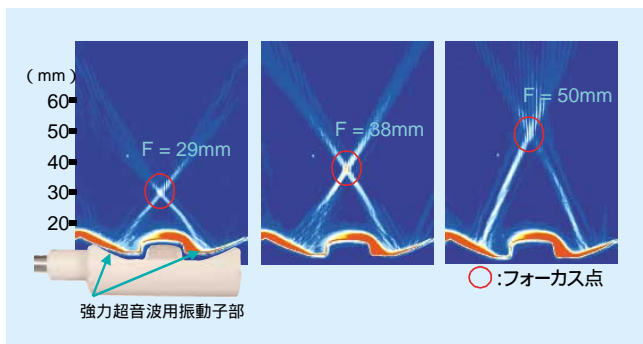 (mm)
60
50
40
30
20
F = 29mm
F = 38mm
F = 50mm
強力超音波用振動子部
○:フォーカス点